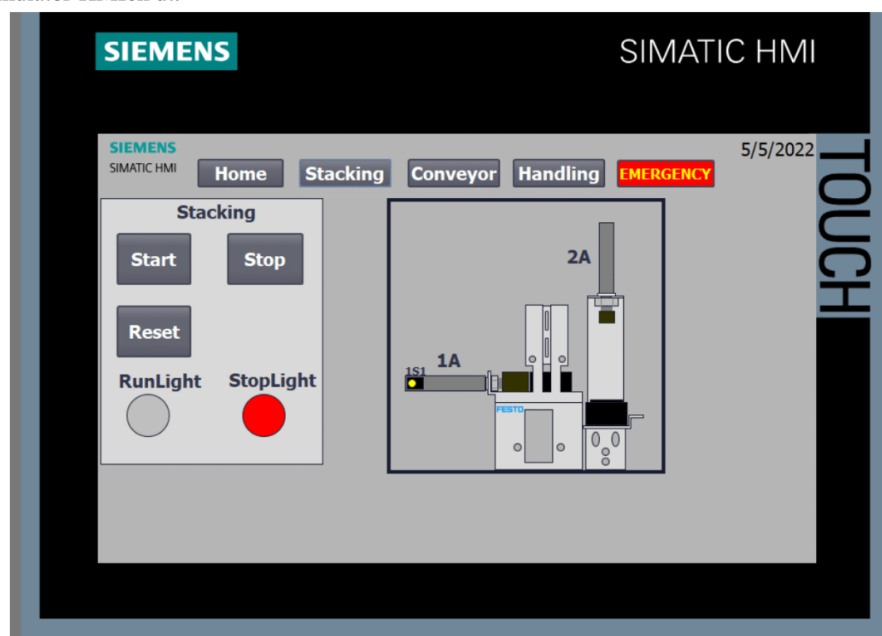 SIEMENS
SIMATIC HMI
TOUCH
SIEMENS
SIMATIC HMI
5/5/2022
Home
Stacking
Conveyor
Handling
EMERGENCY
Stacking
Start
Stop
Reset
RunLight
StopLight
2A
1A
1S1
FESTO